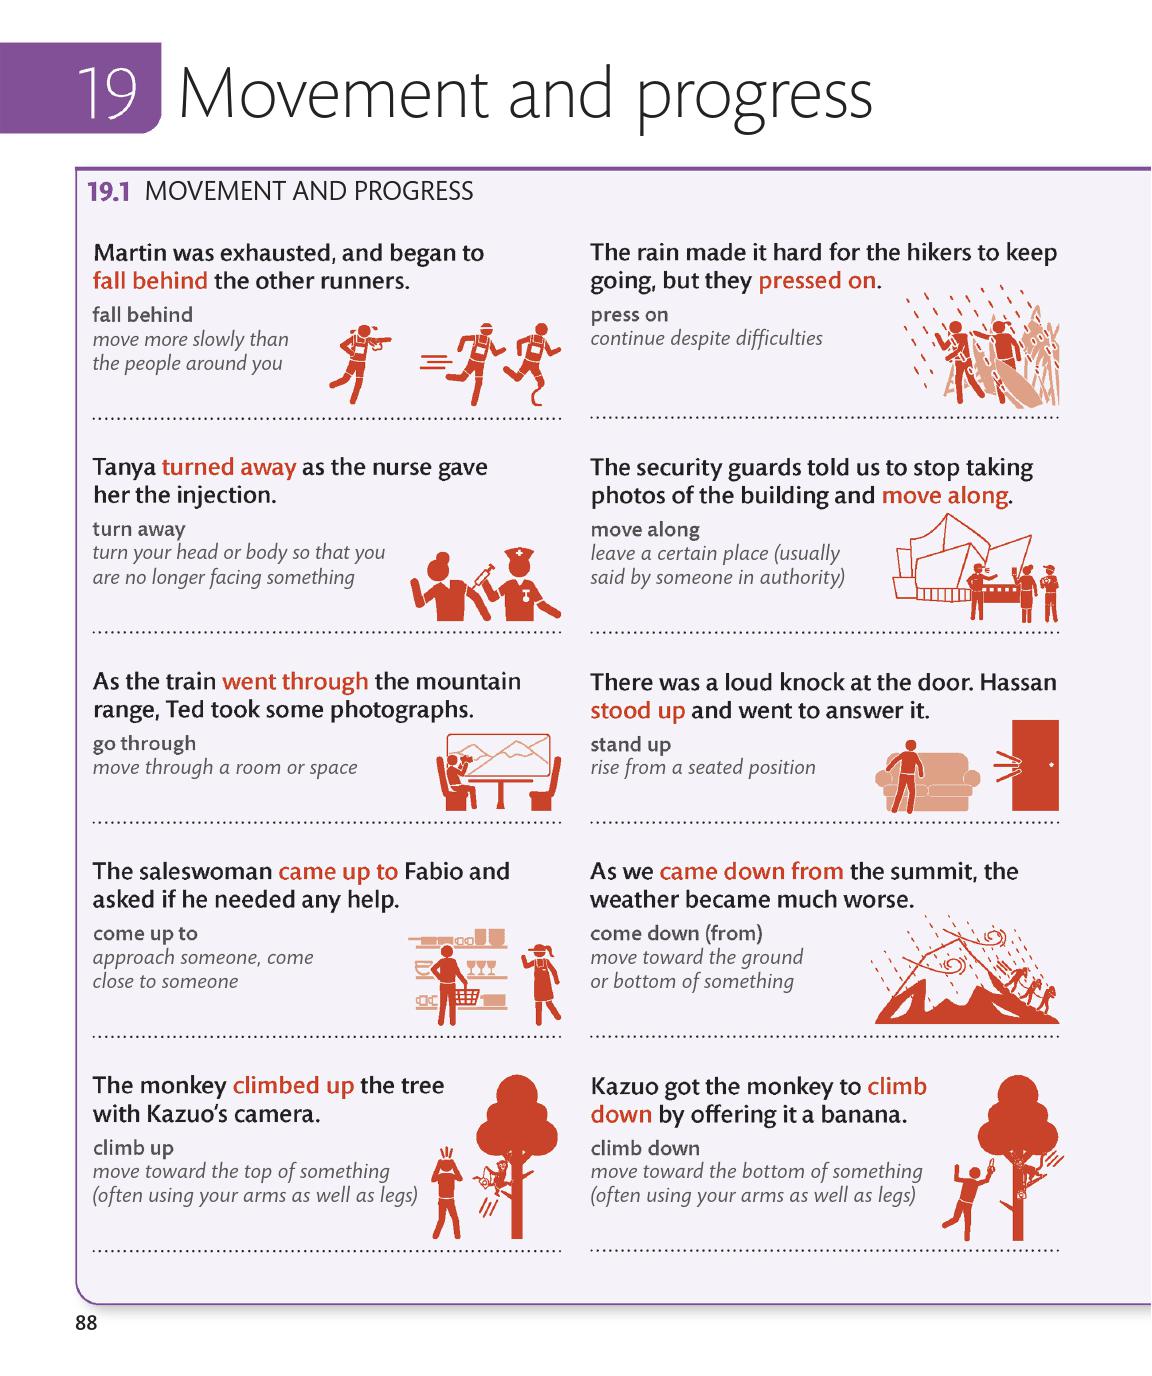 19 Movement and progress
19.1 MOVEMENT AND PROGRESS
Martin was exhausted, and began to
fall behind the other runners.
fall behind
move more slowly than
the people around you
The rain made it hard for the hikers to keep
going, but they pressed on.
press on
continue despite difficulties
Tanya turned away as the nurse gave
her the injection.
turn away
turn your head or body so that you
are no longer facing something
The security guards told us to stop taking
photos of the building and move along.
move along
leave a certain place (usually
said by someone in authority)
As the train went through the mountain
range, Ted took some photographs.
go through
move through a room or space
There was a loud knock at the door. Hassan
stood up and went to answer it.
stand up
rise from a seated position
The saleswoman came up to Fabio and
asked if he needed any help.
come up to
approach someone, come
close to someone
As we came down from the summit, the
weather became much worse.
come down (from)
move toward the ground
or bottom of something
The monkey climbed up the tree
with Kazuo's camera.
climb up
move toward the top of something
(often using your arms as well as legs)
Kazuo got the monkey to climb
down by offering it a banana.
climb down
move toward the bottom of something
(often using your arms as well as legs)
88